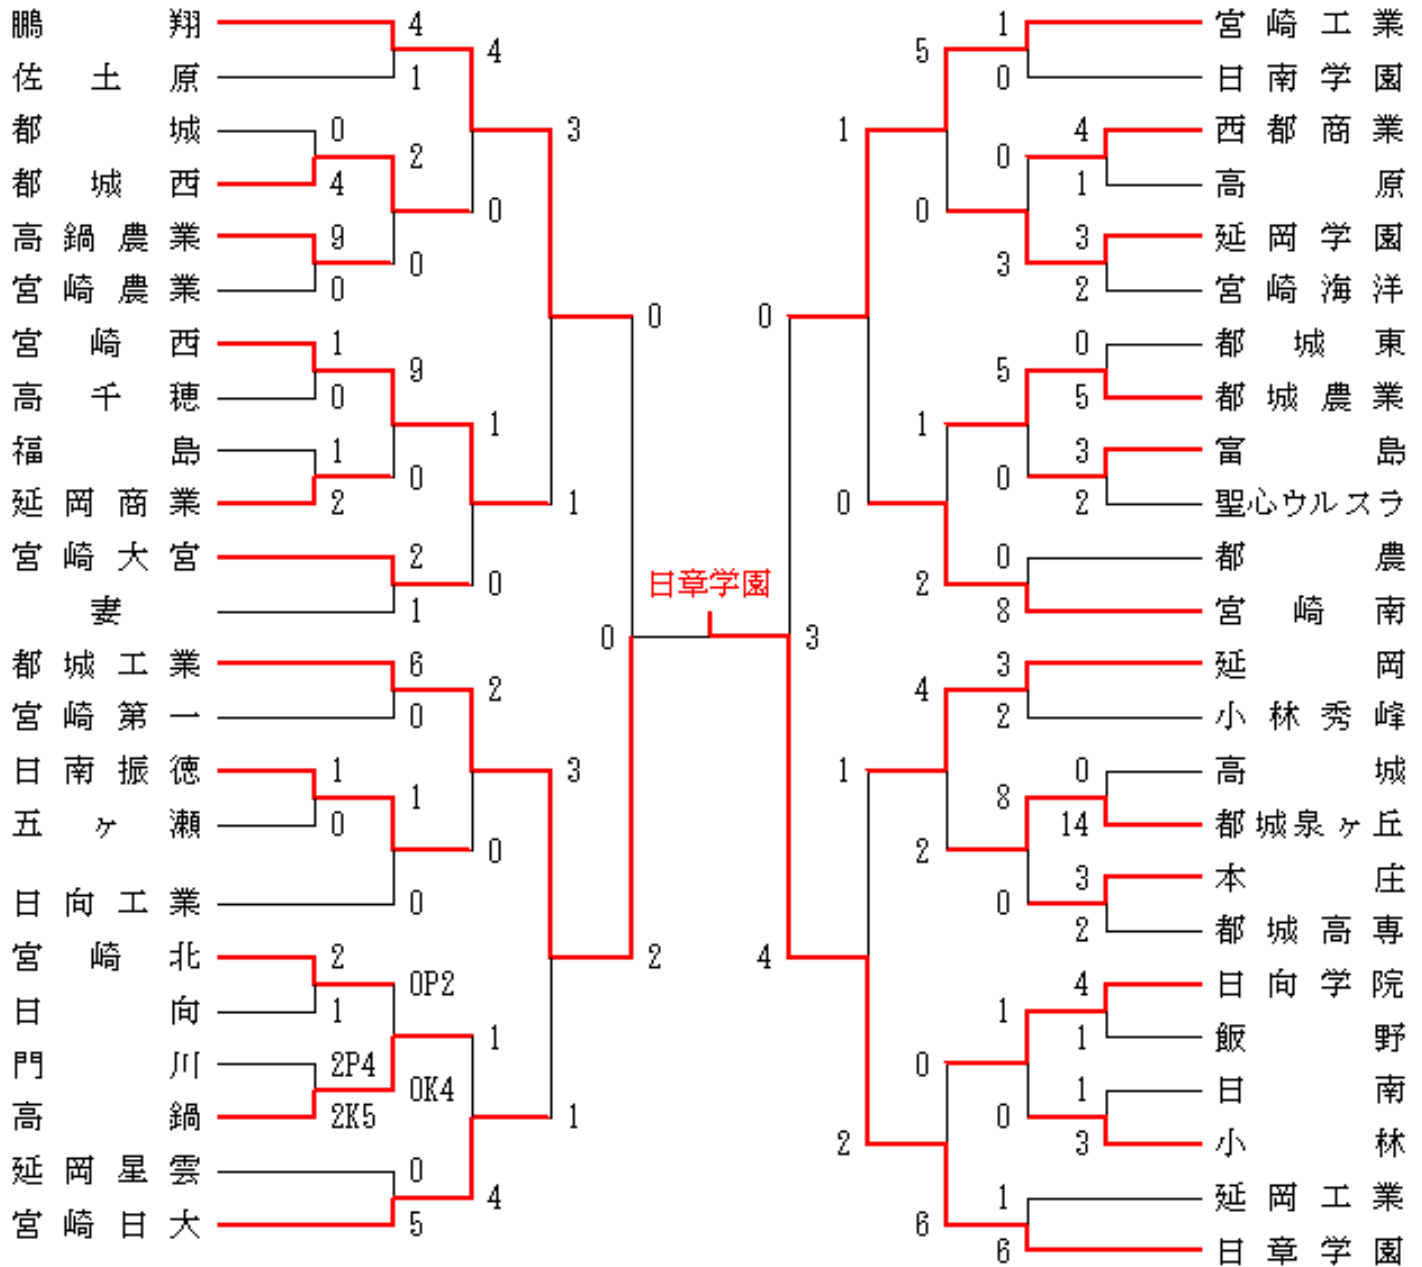 鵬翔 4 1 宮崎工業
4 5
佐土原 1 0 日南学園
都城 0 3 1 4 西都商業
2 0
都城西 4 1 高原
0 0
高鍋農業 9 3 延岡学園
0 3
宮崎農業 0 2 宮崎海洋
0 0
宮崎西 1 0 都城東
9 5
高千穂 0 5 都城農業
1 1
福島 1 3 富島
0 0
延岡商業 2 1 0 2 聖心ウルスラ
宮崎大宮 2 0 都農
0 日章学園 2
妻 1 8 宮崎南
0 3
都城工業 6 3 延岡
2 4
宮崎第一 0 2 小林秀峰
日南振徳 1 3 1 0 高城
1 8
五ヶ瀬 0 14 都城泉ヶ丘
0 2
3 本庄
日向工業 0 0
2 都城高専
宮崎北 2 2 4
0P2 4 日向学院
日向 1 1
1 1 飯野
門川 2P4 0
0K4 1 日南
高鍋 2K5 1 0
2 3 小林
延岡星雲 0
4 1 延岡工業
宮崎日大 5 6
6 日章学園